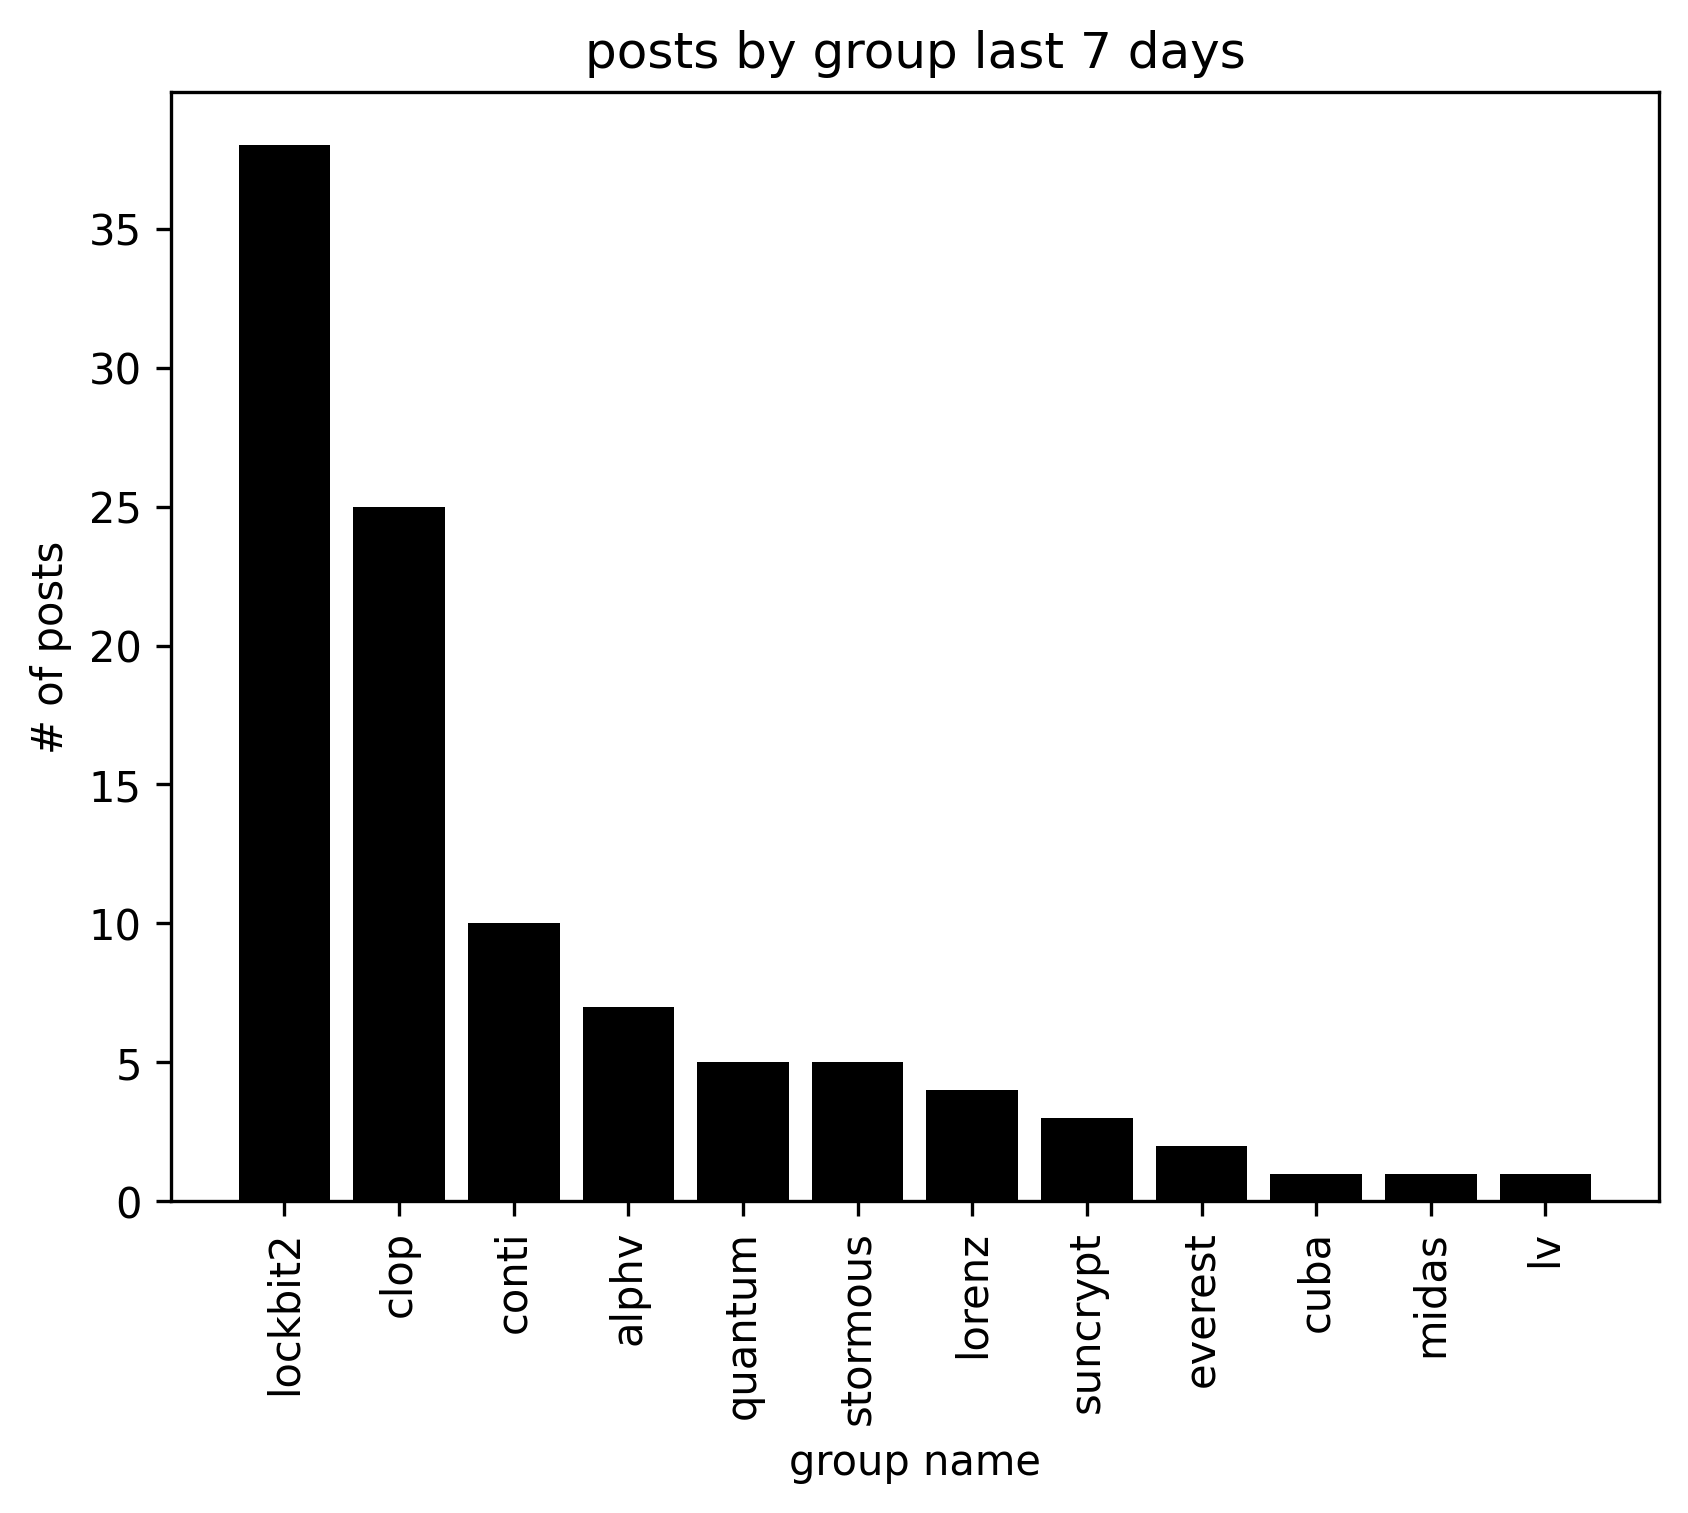 posts by group last 7 days
# of posts
35
30
25
20
15
10
5
0
lockbit2
clop
conti
alphv
quantum
stormous
lorenz
suncrypt
everest
cuba
midas
lv
group name